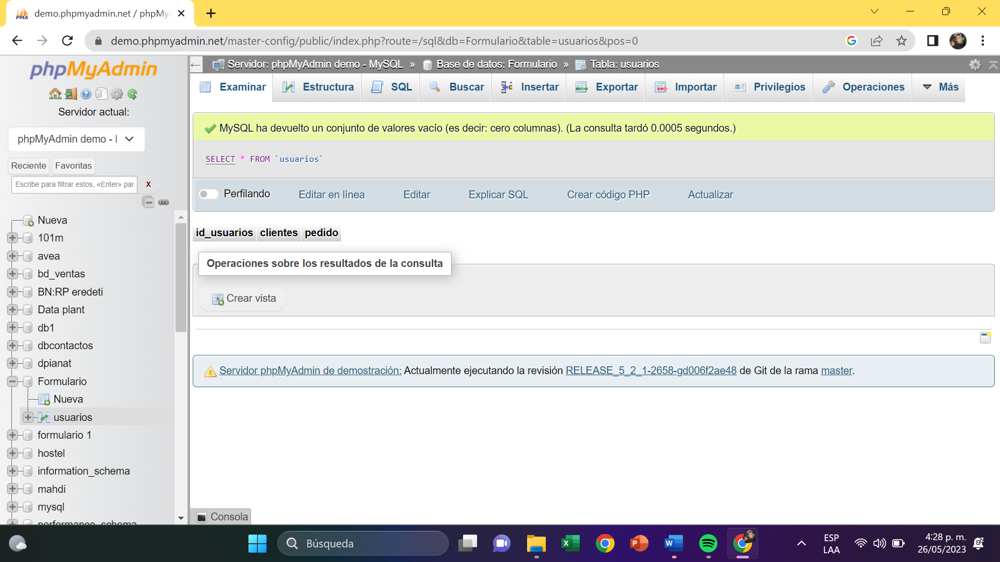 demo.phpmyadmin.net / phpMy
demo.phpmyadmin.net/master-config/public/index.php?route=/sql&db=Formulario&table=usuarios&pos=0
phpMyAdmin
Servidor actual:
phpMyAdmin demo - 
Reciente Favoritas
Escribe para filtrar estos, «Enter» par X
Nueva
101m
avea
bd_ventas
BN:RP eredeti
Data plant
db1
dbcontactos
dpianat
Formulario
Nueva
usuarios
formulario 1
hostel
information_schema
mahdi
mysql
performance_schema
Servidor: phpMyAdmin demo - MySQL » Base de datos: Formulario » Tabla: usuarios
Examinar Estructura SQL Buscar Insertar Exportar Importar Privilegios Operaciones Más
MySQL ha devuelto un conjunto de valores vacío (es decir: cero columnas). (La consulta tardó 0.0005 segundos.)
SELECT * FROM `usuarios`
Perfilando Editar en línea Editar Explicar SQL Crear código PHP Actualizar
id_usuarios clientes pedido
Operaciones sobre los resultados de la consulta
Crear vista
Servidor phpMyAdmin de demostración: Actualmente ejecutando la revisión RELEASE_5_2_1-2658-gd006f2ae48 de Git de la rama master.
Consola
Búsqueda
ESP
LAA
4:28 p. m.
26/05/2023